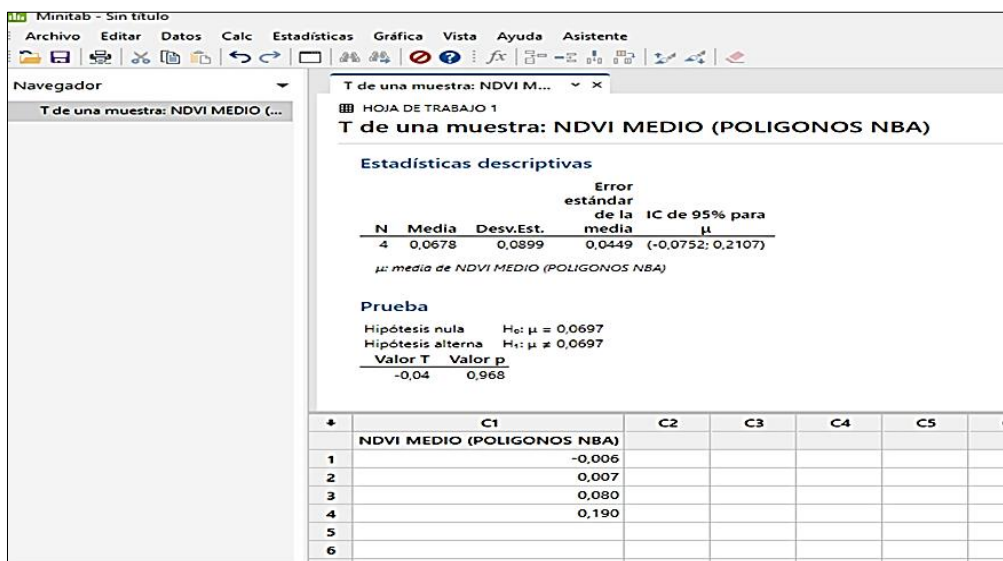 Minitab - Sin título
Archivo Editar Datos Calc Estadísticas Gráfica Vista Ayuda Asistente
fx
Navegador
T de una muestra: NDVI M... ×
T de una muestra: NDVI MEDIO (...
HOJA DE TRABAJO 1
T de una muestra: NDVI MEDIO (POLIGONOS NBA)
Estadísticas descriptivas
Error
estándar
de la IC de 95% para
N Media Desv.Est. media μ
4 0,0678 0,0899 0,0449 (-0,0752; 0,2107)
μ: media de NDVI MEDIO (POLIGONOS NBA)
Prueba
Hipótesis nula H₀: μ = 0,0697
Hipótesis alterna H₁: μ ≠ 0,0697
Valor T Valor p
-0,04 0,968
C1 C2 C3 C4 C5
NDVI MEDIO (POLIGONOS NBA)
1 -0,006
2 0,007
3 0,080
4 0,190
5
6